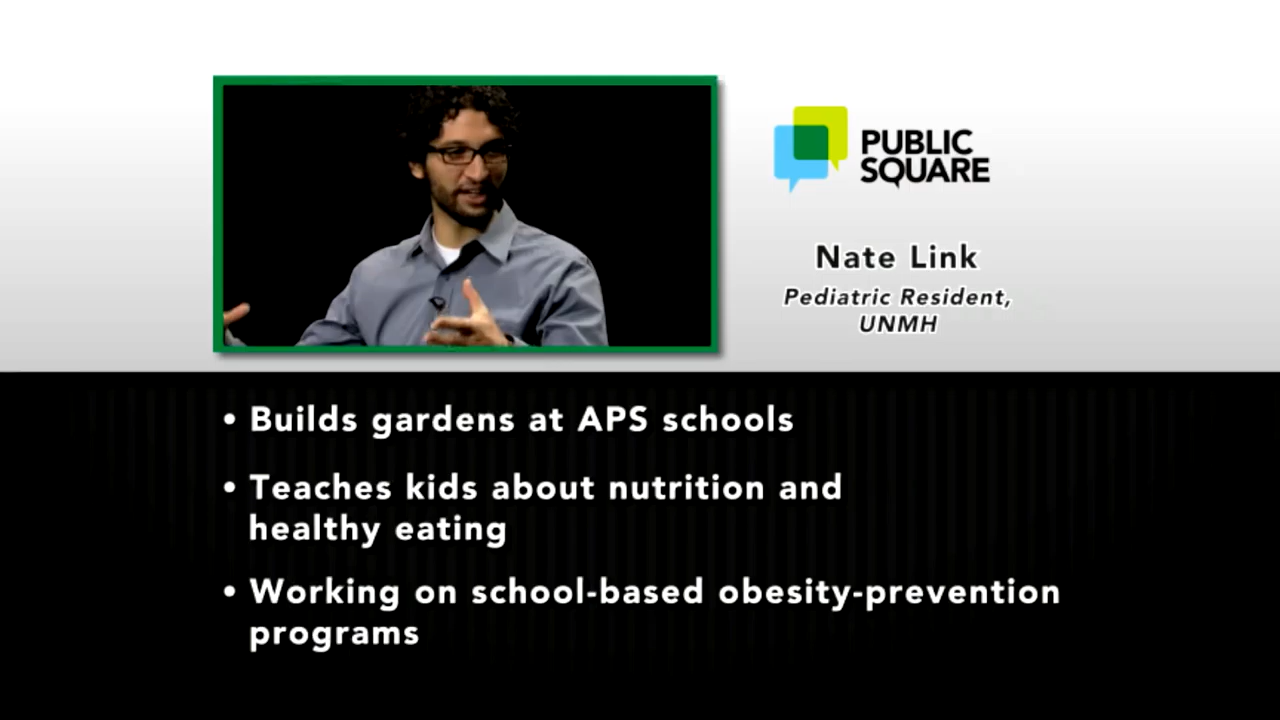 PUBLIC
SQUARE
Nate Link
Pediatric Resident,
UNMH
• Builds gardens at APS schools
• Teaches kids about nutrition and
healthy eating
• Working on school-based obesity-prevention
programs